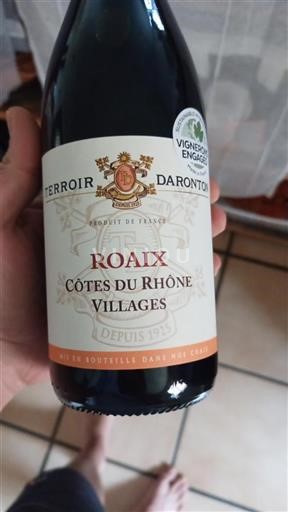 TERROIR DARONTON
PRODUIT DE FRANCE
ROAIX
CÔTES DU RHÔNE
VILLAGES
DEPUIS 1925
MIS EN BOUTEILLE DANS NOS CHAIS
VIGNERONS
ENGAGÉS